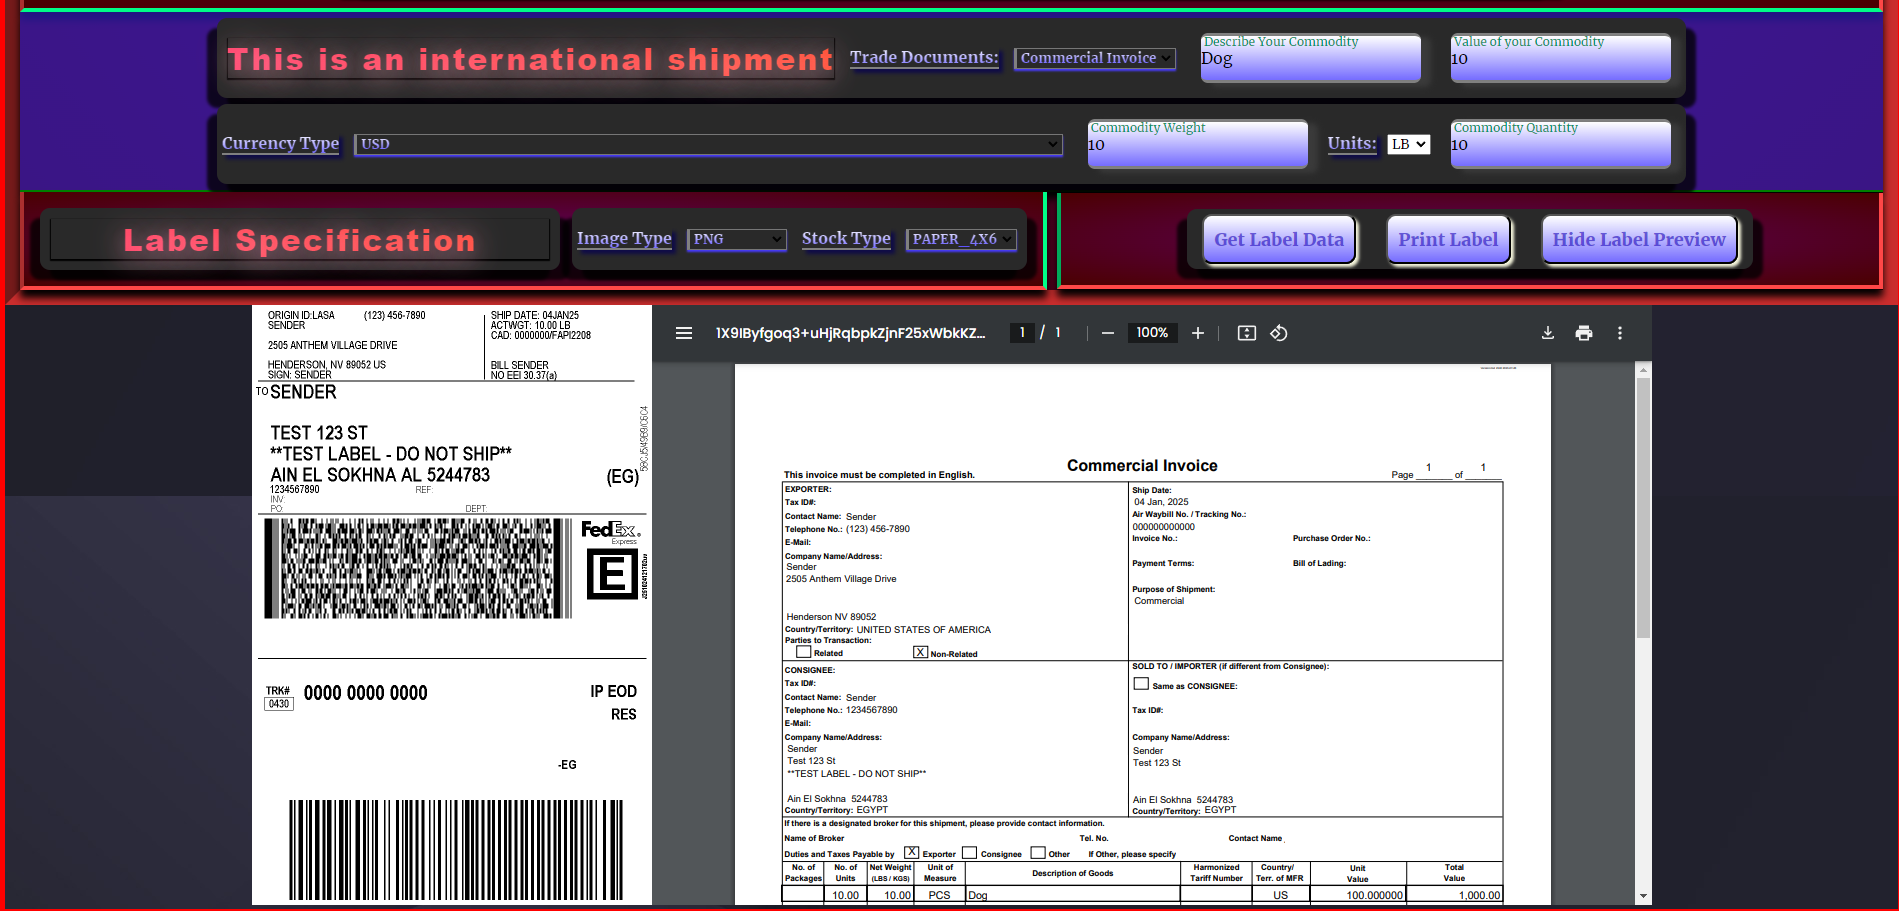 This is an international shipment
Trade Documents:
Commercial Invoice
Describe Your Commodity
Dog
Value of your Commodity
10
Currency Type
USD
Commodity Weight
10
Units:
LB
Commodity Quantity
10
Label Specification
Image Type
PNG
Stock Type
PAPER_4X6
Get Label Data
Print Label
Hide Label Preview
ORIGIN ID:LASA (123) 456-7890
SENDER
2505 ANTHEM VILLAGE DRIVE
HENDERSON, NV 89052 US
SIGN: SENDER
SHIP DATE: 04JAN25
ACTWGT: 10.00 LB
CAD: 0000000/FAPI2208
BILL SENDER
NO EEI 30.37(a)
TO SENDER
TEST 123 ST
**TEST LABEL - DO NOT SHIP**
AIN EL SOKHNA AL 5244783
(EG)
1234567890 REF:
INV:
PO: DEPT:
FedEx
Express
E
TRK#
0430
0000 0000 0000
IP EOD
RES
-EG
1X9IByfgoq3+uHjRqbpkZjnF25xWbkKZ...
1 / 1
100%
Commercial Invoice
This invoice must be completed in English.
Page 1 of 1
EXPORTER:
Tax ID#:
Contact Name: Sender
Telephone No.: (123) 456-7890
E-Mail:
Company Name/Address:
Sender
2505 Anthem Village Drive
Henderson NV 89052
Country/Territory: UNITED STATES OF AMERICA
Parties to Transaction:
Related X Non-Related
Ship Date:
04 Jan, 2025
Air Waybill No. / Tracking No.:
000000000000
Invoice No.: Purchase Order No.:
Payment Terms: Bill of Lading:
Purpose of Shipment:
Commercial
CONSIGNEE:
Tax ID#:
Contact Name: Sender
Telephone No.: 1234567890
E-Mail:
Company Name/Address:
Sender
Test 123 St
**TEST LABEL - DO NOT SHIP**
Ain El Sokhna 5244783
Country/Territory: EGYPT
SOLD TO / IMPORTER (if different from Consignee):
Same as CONSIGNEE:
Tax ID#:
Company Name/Address:
Sender
Test 123 St
Ain El Sokhna 5244783
Country/Territory: EGYPT
If there is a designated broker for this shipment, please provide contact information.
Name of Broker Tel. No. Contact Name
Duties and Taxes Payable by X Exporter Consignee Other If Other, please specify
No. of Packages
No. of Units
Net Weight (LBS / KGS)
Unit of Measure
Description of Goods
Harmonized Tariff Number
Country/ Terr. of MFR
Unit Value
Total Value
10.00 10.00 PCS Dog US 100.000000 1,000.00